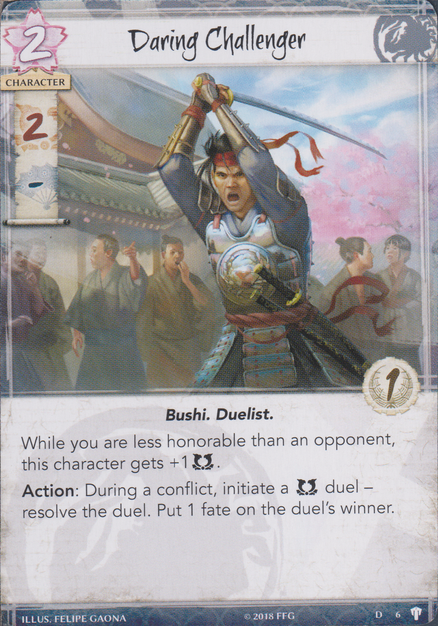 2
Daring Challenger
CHARACTER
2
-
1
Bushi. Duelist.
While you are less honorable than an opponent,
this character gets +1.
Action: During a conflict, initiate a duel –
resolve the duel. Put 1 fate on the duel's winner.
ILLUS. FELIPE GAONA ©2018 FFG D 6